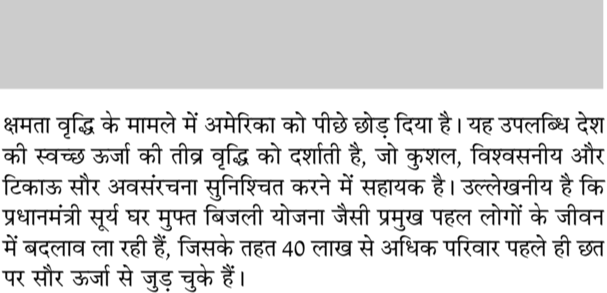 क्षमता वृद्धि के मामले में अमेरिका को पीछे छोड़ दिया है। यह उपलब्धि देश
की स्वच्छ ऊर्जा की तीव्र वृद्धि को दर्शाती है, जो कुशल, विश्वसनीय और
टिकाऊ सौर अवसंरचना सुनिश्चित करने में सहायक है। उल्लेखनीय है कि
प्रधानमंत्री सूर्य घर मुफ्त बिजली योजना जैसी प्रमुख पहल लोगों के जीवन
में बदलाव ला रही हैं, जिसके तहत 40 लाख से अधिक परिवार पहले ही छत
पर सौर ऊर्जा से जुड़ चुके हैं।